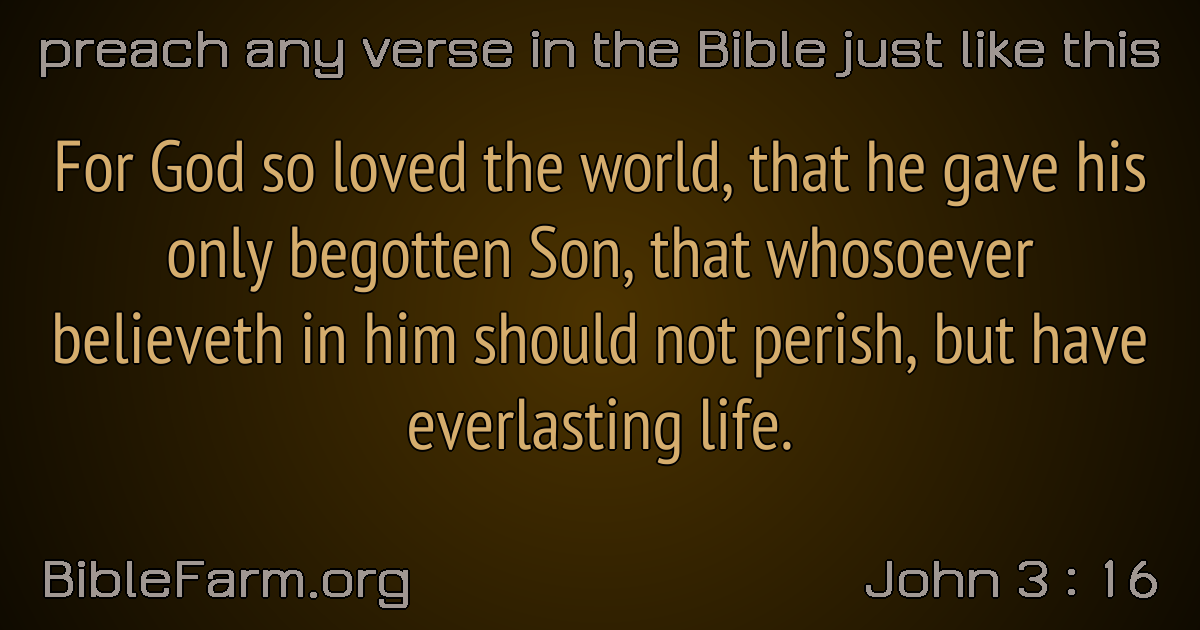 preach any verse in the Bible just like this
For God so loved the world, that he gave his
only begotten Son, that whosoever
believeth in him should not perish, but have
everlasting life.
BibleFarm.org
John 3 : 16